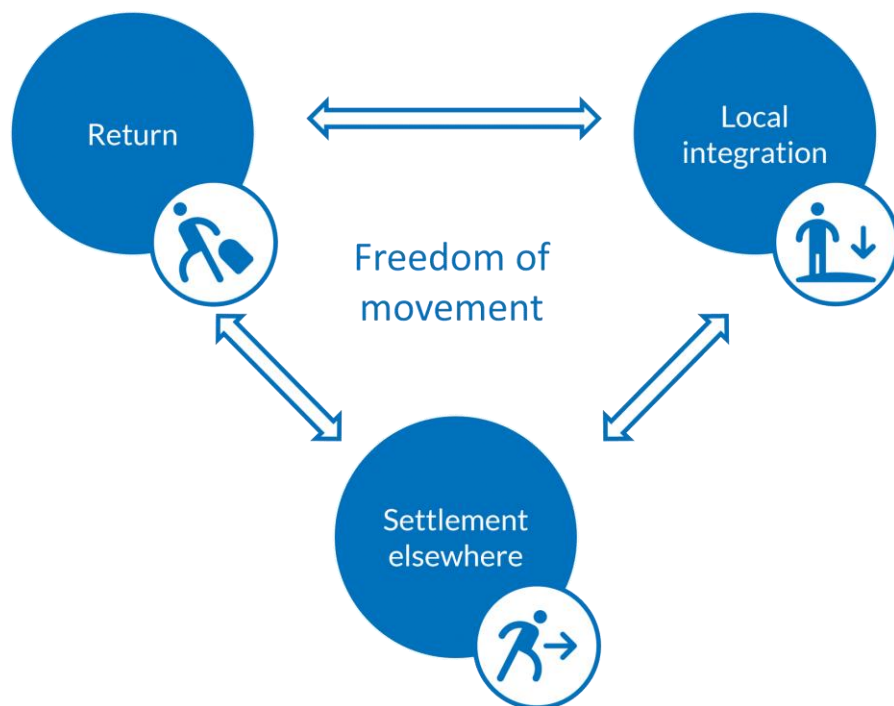 Return
Local
integration
Freedom of
movement
Settlement
elsewhere